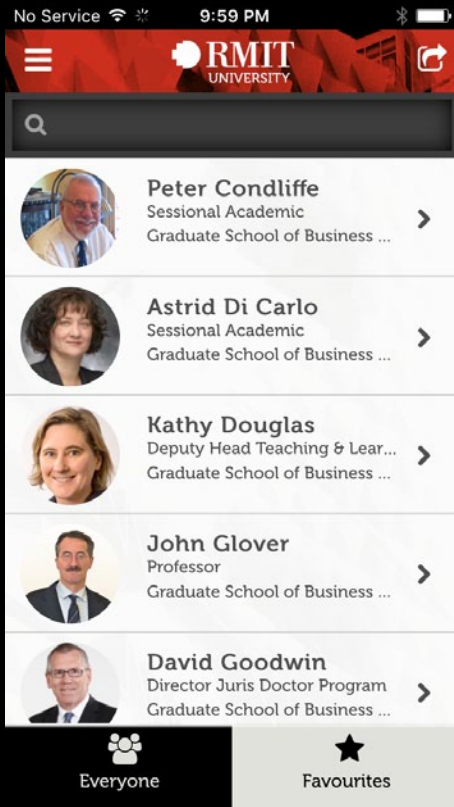 No Service 9:59 PM
RMIT
UNIVERSITY
Peter Condliffe
Sessional Academic
Graduate School of Business ...
Astrid Di Carlo
Sessional Academic
Graduate School of Business ...
Kathy Douglas
Deputy Head Teaching & Lear...
Graduate School of Business ...
John Glover
Professor
Graduate School of Business ...
David Goodwin
Director Juris Doctor Program
Graduate School of Business ...
Everyone Favourites